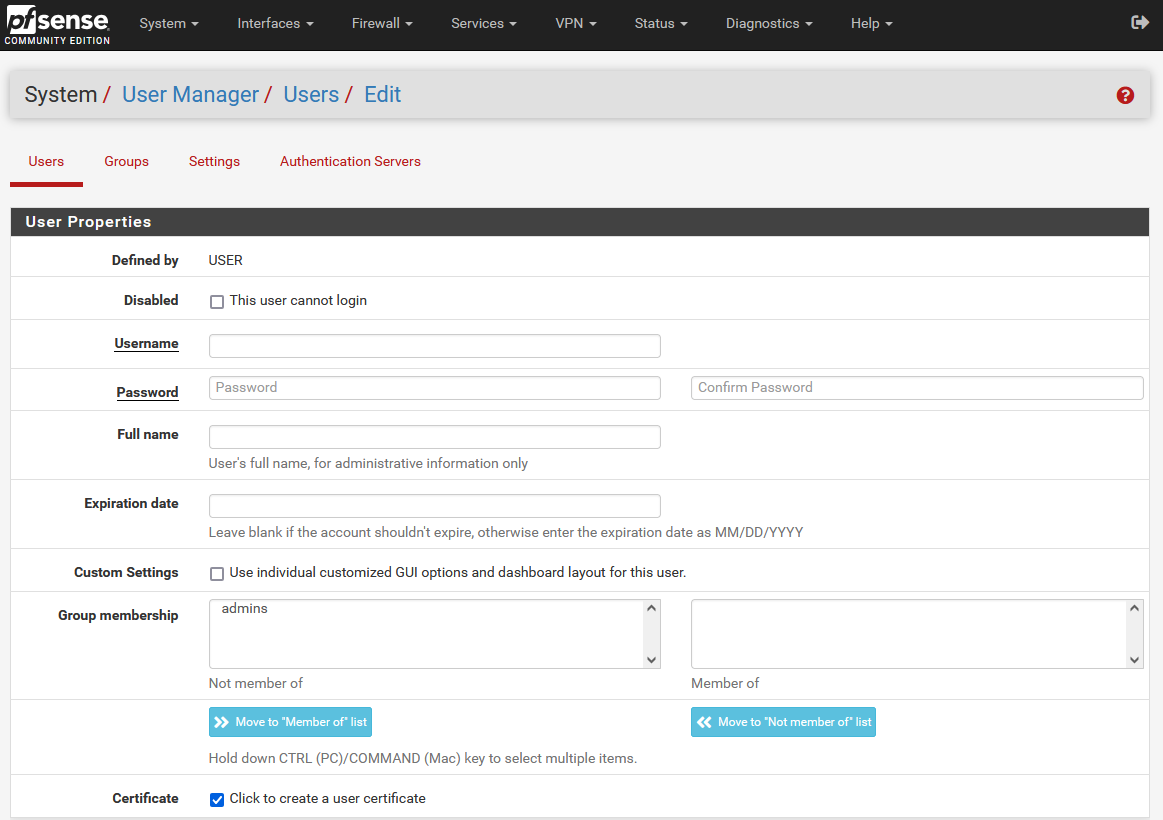 pfsense
COMMUNITY EDITION
System Interfaces Firewall Services VPN Status Diagnostics Help
System / User Manager / Users / Edit
?
Users Groups Settings Authentication Servers
User Properties
Defined by USER
Disabled This user cannot login
Username
Password Password Confirm Password
Full name
User's full name, for administrative information only
Expiration date
Leave blank if the account shouldn't expire, otherwise enter the expiration date as MM/DD/YYYY
Custom Settings Use individual customized GUI options and dashboard layout for this user.
Group membership admins
Not member of Member of
Move to "Member of" list Move to "Not member of" list
Hold down CTRL (PC)/COMMAND (Mac) key to select multiple items.
Certificate Click to create a user certificate